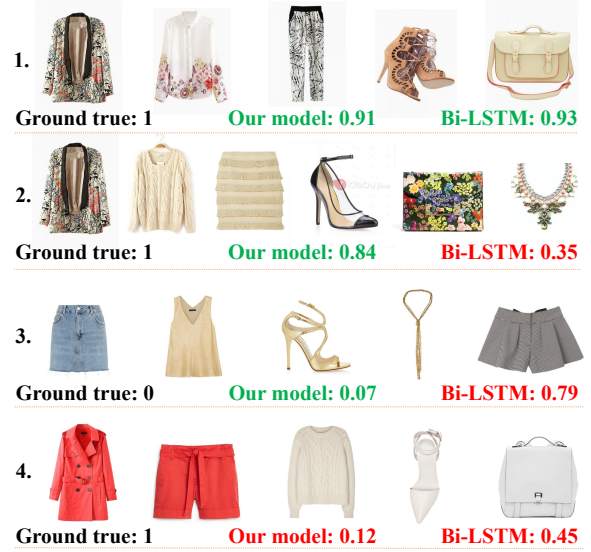 1.
Ground true: 1 Our model: 0.91 Bi-LSTM: 0.93
2.
Ground true: 1 Our model: 0.84 Bi-LSTM: 0.35
3.
Ground true: 0 Our model: 0.07 Bi-LSTM: 0.79
4.
Ground true: 1 Our model: 0.12 Bi-LSTM: 0.45